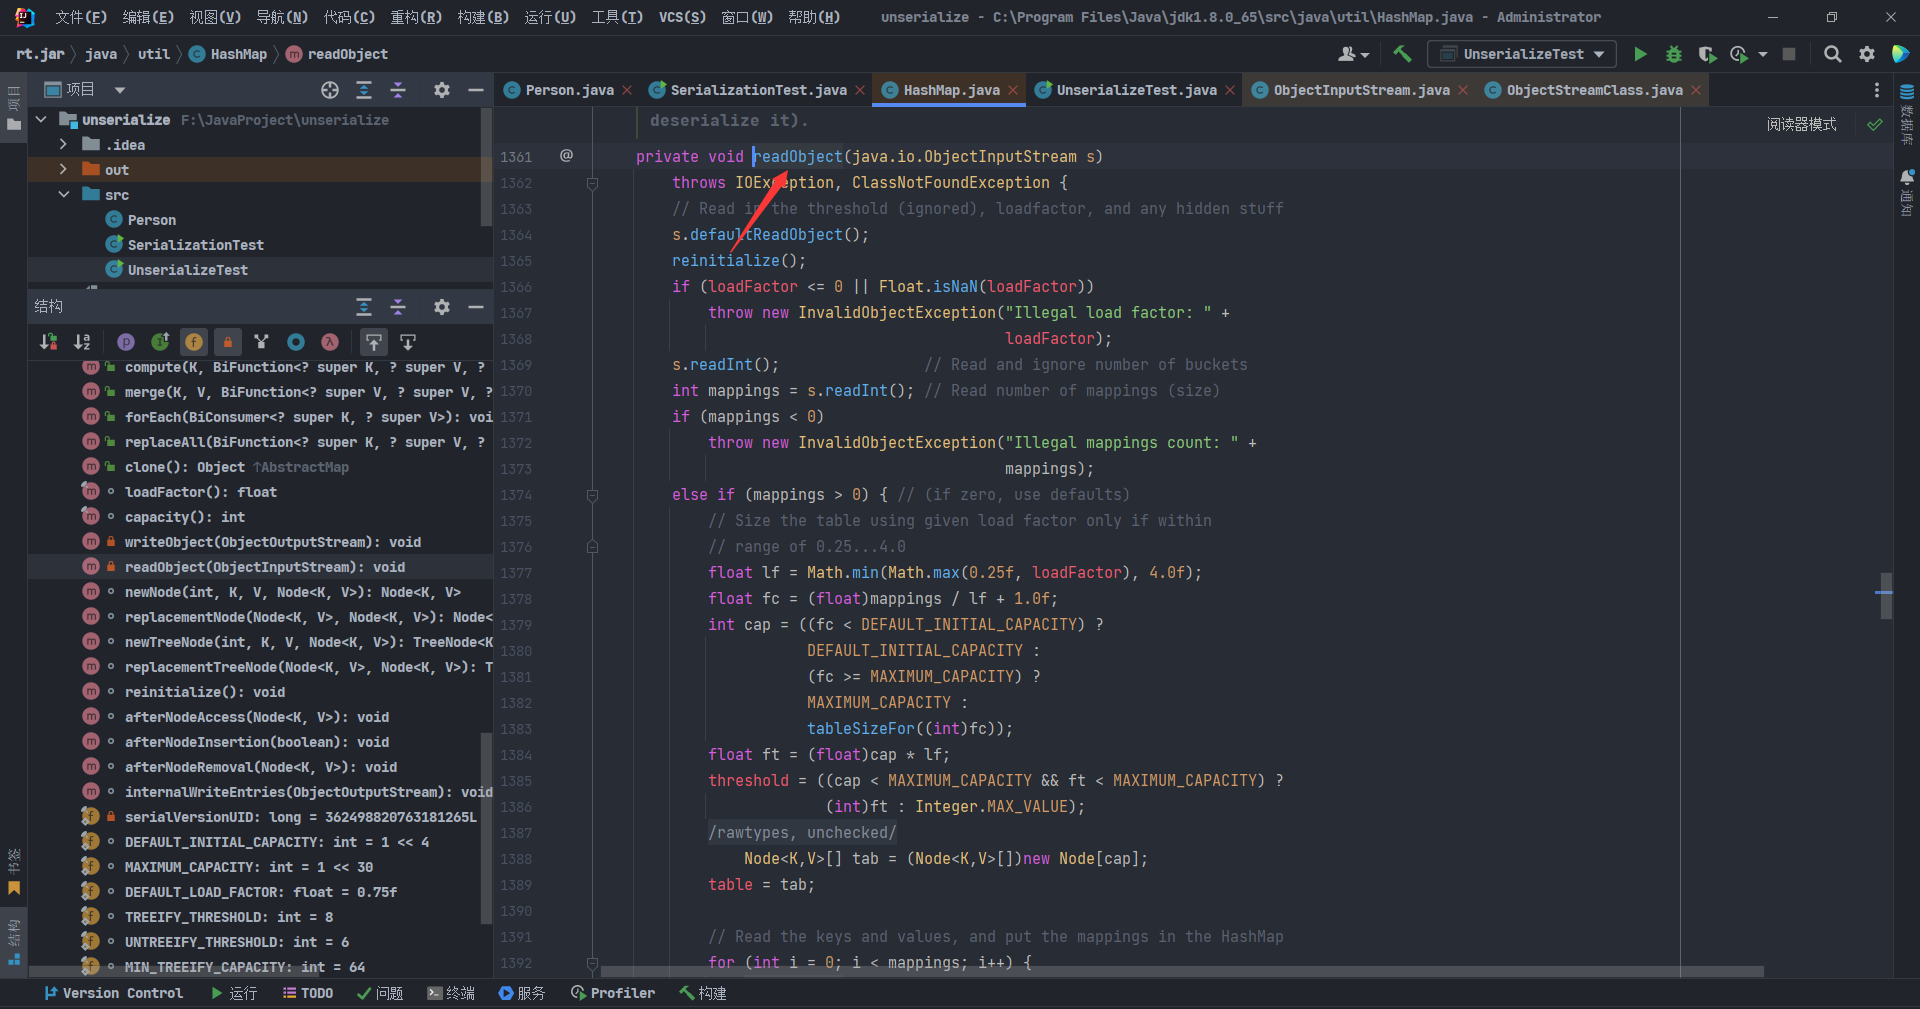 文件(F) 编辑(E) 视图(V) 导航(N) 代码(C) 重构(R) 构建(B) 运行(U) 工具(T) VCS(S) 窗口(W) 帮助(H) unserialize - C:\Program Files\Java\jdk1.8.0_65\src\java\util\HashMap.java - Administrator
rt.jar java util HashMap readObject UnserializeTest
项目
Person.java SerializationTest.java HashMap.java UnserializeTest.java ObjectInputStream.java ObjectStreamClass.java
unserialize F:\JavaProject\unserialize
.idea
out
src
Person
SerializationTest
UnserializeTest
结构
compute(K, BiFunction<? super K, ? super V, ?
merge(K, V, BiFunction<? super V, ? super V, ?
forEach(BiConsumer<? super K, ? super V>): voi
replaceAll(BiFunction<? super K, ? super V, ?
clone(): Object ↑AbstractMap
loadFactor(): float
capacity(): int
writeObject(ObjectOutputStream): void
readObject(ObjectInputStream): void
newNode(int, K, V, Node<K, V>): Node<K, V>
replacementNode(Node<K, V>, Node<K, V>): Node<
newTreeNode(int, K, V, Node<K, V>): TreeNode<K
replacementTreeNode(Node<K, V>, Node<K, V>): T
reinitialize(): void
afterNodeAccess(Node<K, V>): void
afterNodeInsertion(boolean): void
afterNodeRemoval(Node<K, V>): void
internalWriteEntries(ObjectOutputStream): void
serialVersionUID: long = 362498820763181265L
DEFAULT_INITIAL_CAPACITY: int = 1 << 4
MAXIMUM_CAPACITY: int = 1 << 30
DEFAULT_LOAD_FACTOR: float = 0.75f
TREEIFY_THRESHOLD: int = 8
UNTREEIFY_THRESHOLD: int = 6
MIN_TREEIFY_CAPACITY: int = 64
deserialize it).
阅读器模式
1361 @ private void readObject(java.io.ObjectInputStream s)
1362 throws IOException, ClassNotFoundException {
1363 // Read in the threshold (ignored), loadfactor, and any hidden stuff
1364 s.defaultReadObject();
1365 reinitialize();
1366 if (loadFactor <= 0 || Float.isNaN(loadFactor))
1367 throw new InvalidObjectException("Illegal load factor: " +
1368 loadFactor);
1369 s.readInt(); // Read and ignore number of buckets
1370 int mappings = s.readInt(); // Read number of mappings (size)
1371 if (mappings < 0)
1372 throw new InvalidObjectException("Illegal mappings count: " +
1373 mappings);
1374 else if (mappings > 0) { // (if zero, use defaults)
1375 // Size the table using given load factor only if within
1376 // range of 0.25...4.0
1377 float lf = Math.min(Math.max(0.25f, loadFactor), 4.0f);
1378 float fc = (float)mappings / lf + 1.0f;
1379 int cap = ((fc < DEFAULT_INITIAL_CAPACITY) ?
1380 DEFAULT_INITIAL_CAPACITY :
1381 (fc >= MAXIMUM_CAPACITY) ?
1382 MAXIMUM_CAPACITY :
1383 tableSizeFor((int)fc));
1384 float ft = (float)cap * lf;
1385 threshold = ((cap < MAXIMUM_CAPACITY && ft < MAXIMUM_CAPACITY) ?
1386 (int)ft : Integer.MAX_VALUE);
1387 /rawtypes, unchecked/
1388 Node<K,V>[] tab = (Node<K,V>[])new Node[cap];
1389 table = tab;
1390
1391 // Read the keys and values, and put the mappings in the HashMap
1392 for (int i = 0; i < mappings; i++) {
项目
书签
结构
数据库
通知
Version Control 运行 TODO 问题 终端 服务 Profiler 构建